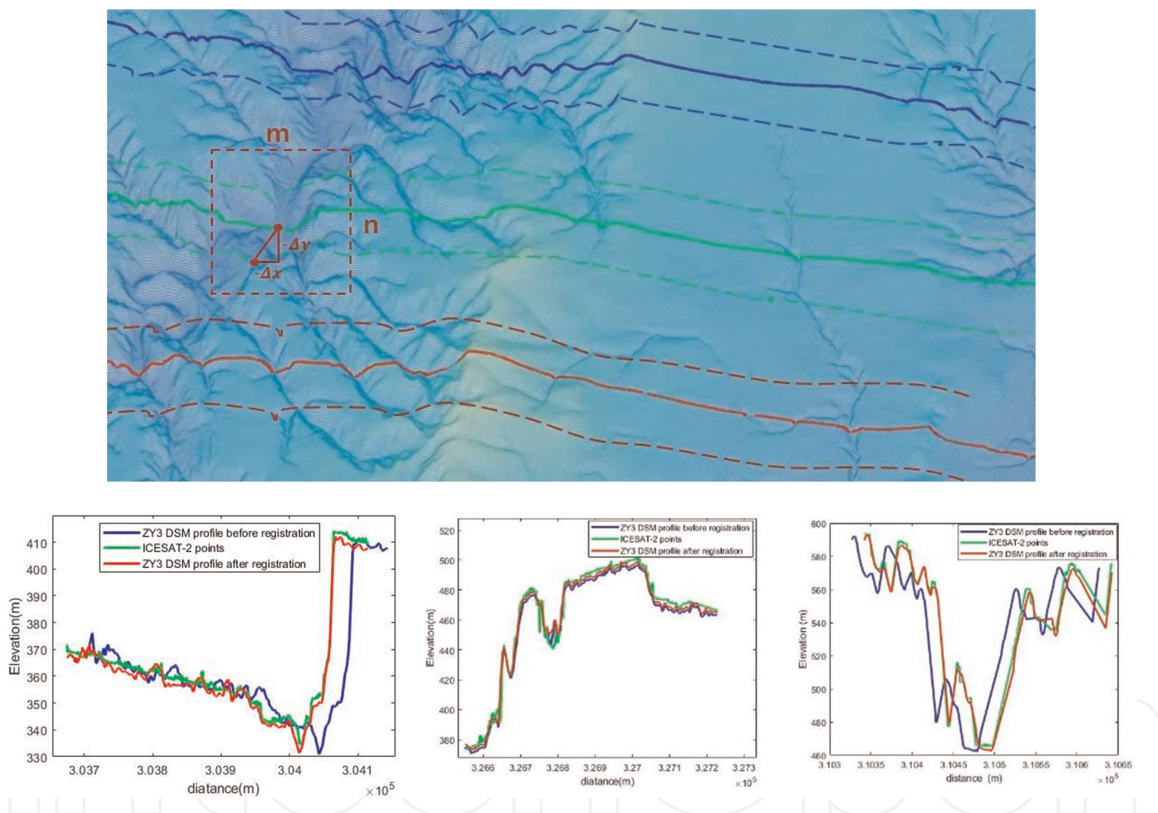 m
n
-Δy
-Δx
ZY3 DSM profile before registration
ICESAT-2 points
ZY3 DSM profile after registration
Elevation(m)
410
400
390
380
370
360
350
340
330
3.037 3.038 3.039 3.04 3.041
diatance(m)
×10⁵
ZY3 DSM profile before registration
ICESAT-2 points
ZY3 DSM profile after registration
Elevation(m)
520
500
480
460
440
420
400
380
3.266 3.267 3.268 3.269 3.27 3.271 3.272 3.273
diatance(m)
×10⁵
ZY3 DSM profile before registration
ICESAT-2 points
ZY3 DSM profile after registration
Elevation (m)
600
580
560
540
520
500
480
460
3.103 3.1035 3.104 3.1045 3.105 3.1055 3.106 3.1065
distance (m)
×10⁵